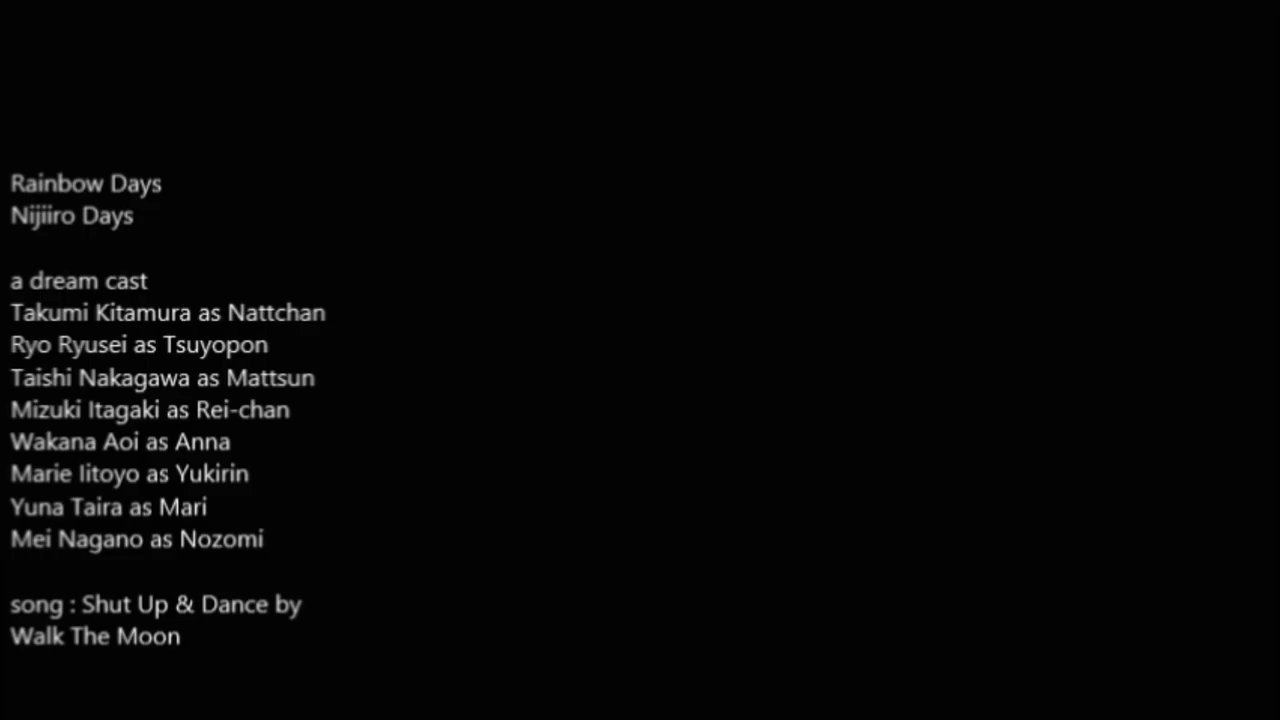 Rainbow Days
Nijiiro Days
a dream cast
Takumi Kitamura as Nattchan
Ryo Ryusei as Tsuyopon
Taishi Nakagawa as Mattsun
Mizuki Itagaki as Rei-chan
Wakana Aoi as Anna
Marie Iitoyo as Yukirin
Yuna Taira as Mari
Mei Nagano as Nozomi
song : Shut Up & Dance by
Walk The Moon